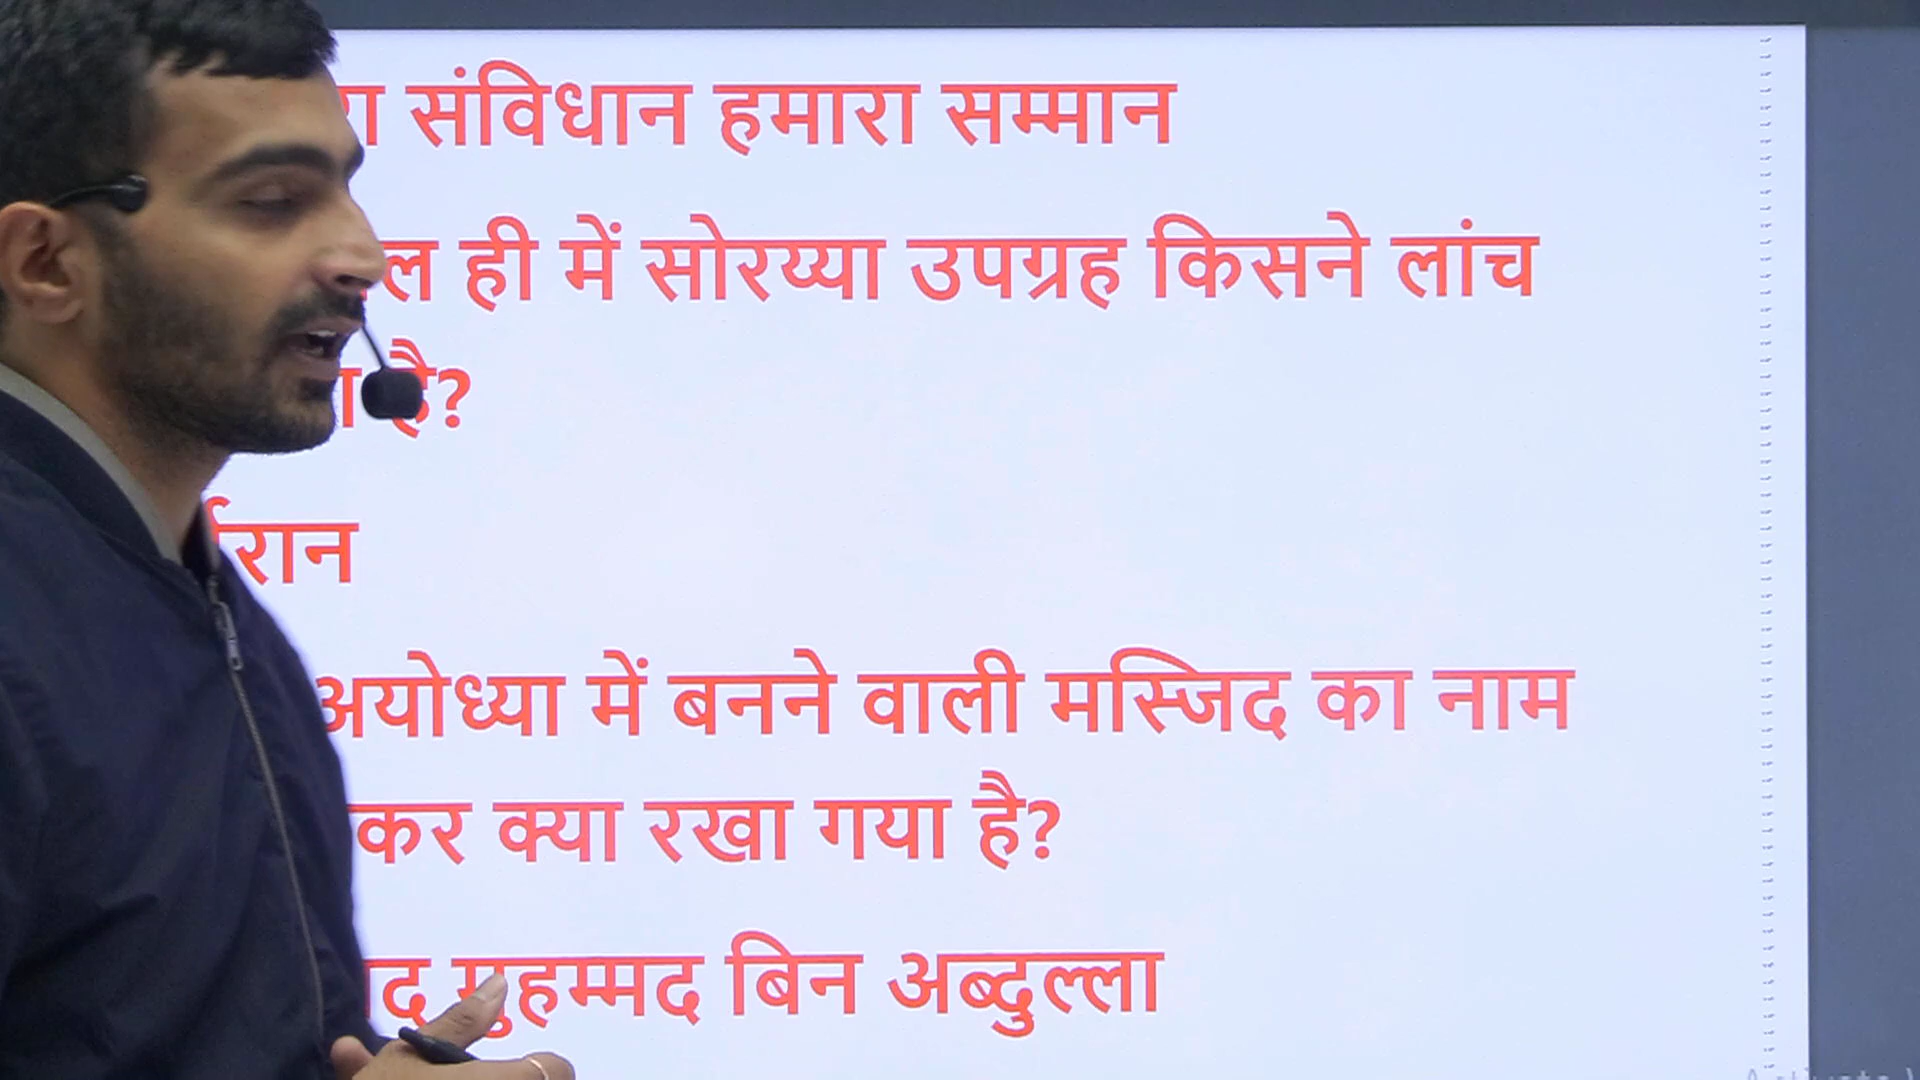 संविधान हमारा सम्मान
ही में सोरय्या उपग्रह किसने लांच
है?
अयोध्या में बनने वाली मस्जिद का नाम
कर क्या रखा गया है?
मुहम्मद बिन अब्दुल्ला